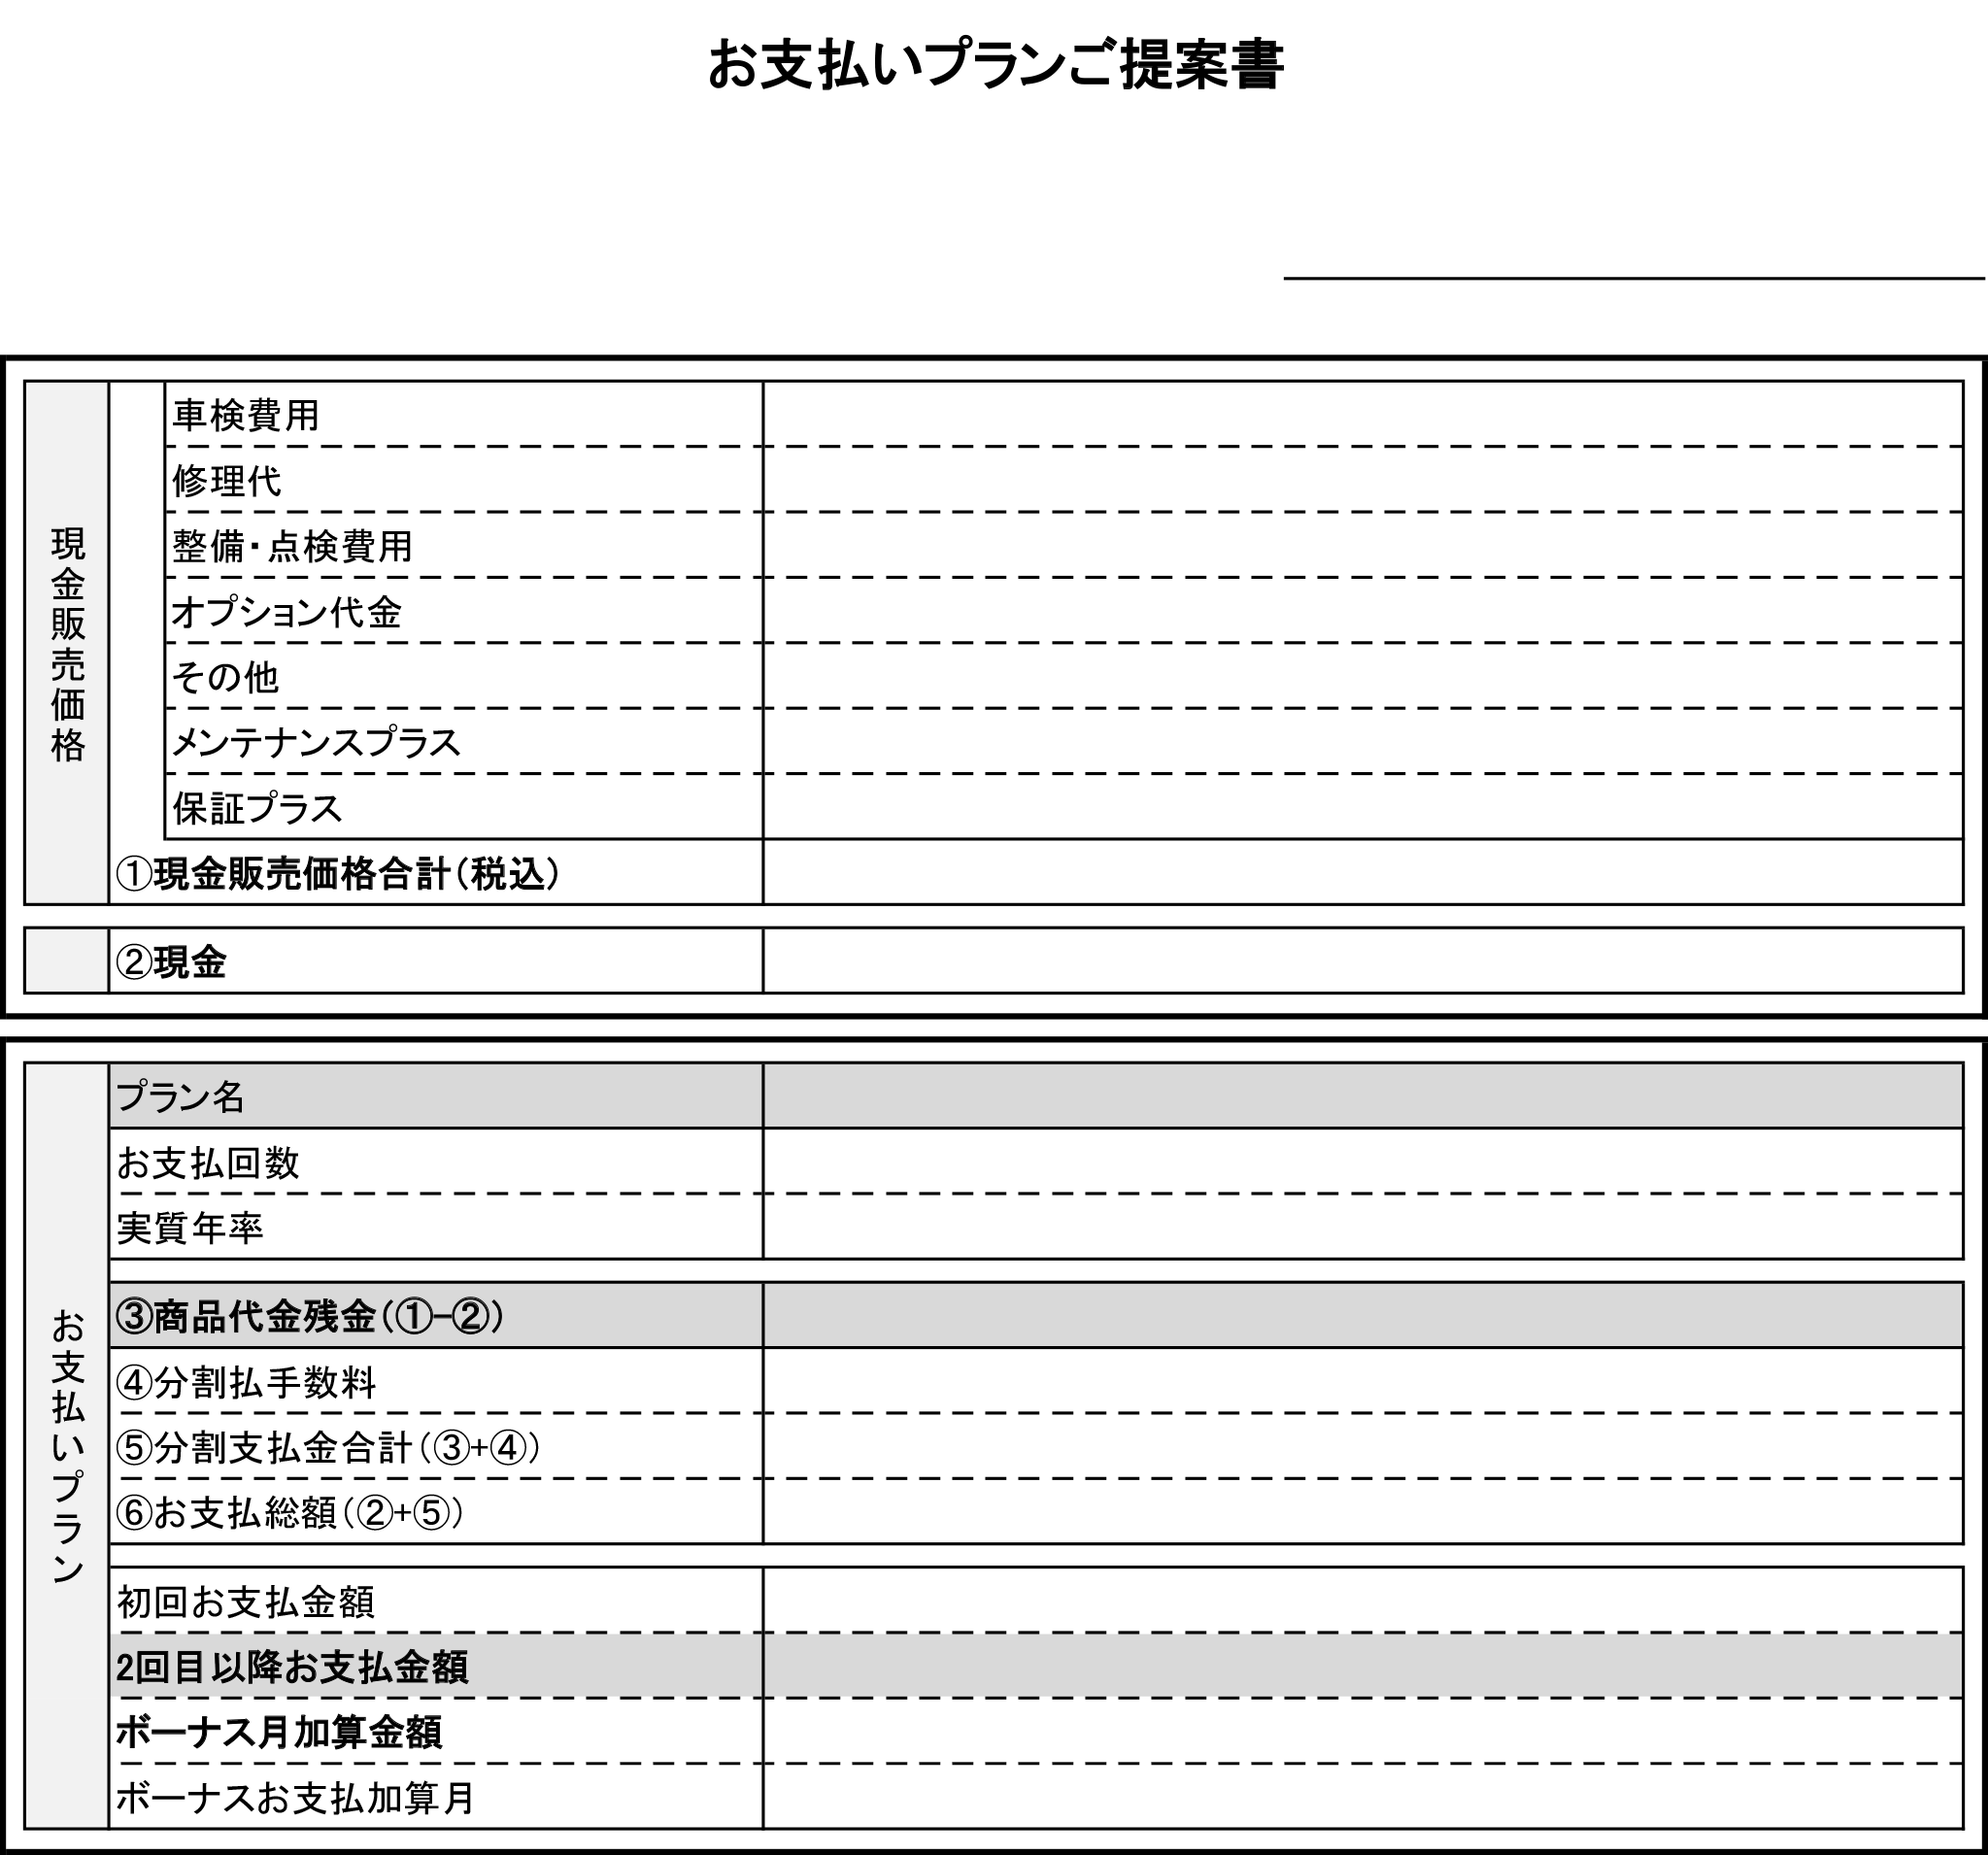 お支払いプランご提案書
現金販売価格
車検費用
修理代
整備・点検費用
オプション代金
その他
メンテナンスプラス
保証プラス
①現金販売価格合計(税込)
②現金
お支払いプラン
プラン名
お支払回数
実質年率
③商品代金残金(①−②)
④分割払手数料
⑤分割支払金合計(③+④)
⑥お支払総額(②+⑤)
初回お支払金額
2回目以降お支払金額
ボーナス月加算金額
ボーナスお支払加算月